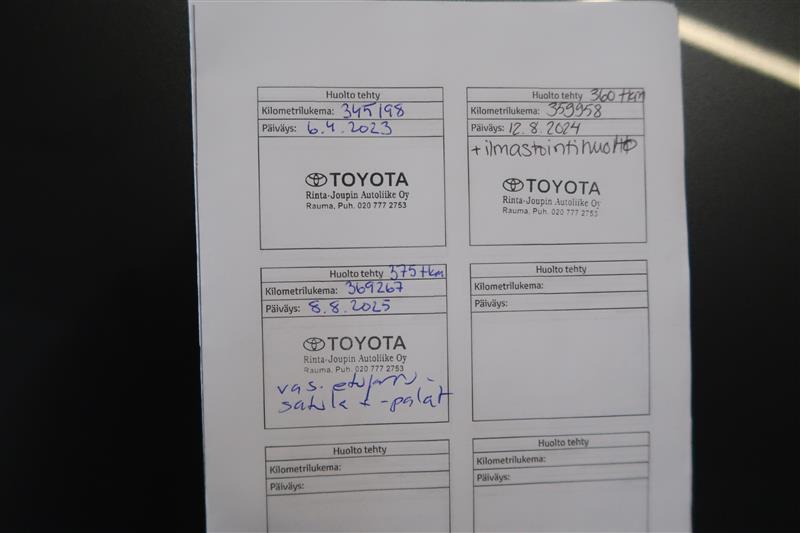 Huolto tehty
Kilometrilukema: 345198
Päiväys: 6.4.2023
TOYOTA
Rinta-Joupin Autoliike Oy
Rauma, Puh. 020 777 2753
Huolto tehty 360 tkm
Kilometrilukema: 359958
Päiväys: 12.8.2024
+ ilmastointihuolto
TOYOTA
Rinta-Joupin Autoliike Oy
Rauma, Puh. 020 777 2753
Huolto tehty 375 tkm
Kilometrilukema: 369267
Päiväys: 8.8.2025
TOYOTA
Rinta-Joupin Autoliike Oy
Rauma, Puh. 020 777 2753
vas.
satula + -palat
Huolto tehty
Kilometrilukema:
Päiväys:
Huolto tehty
Kilometrilukema:
Päiväys:
Huolto tehty
Kilometrilukema:
Päiväys: